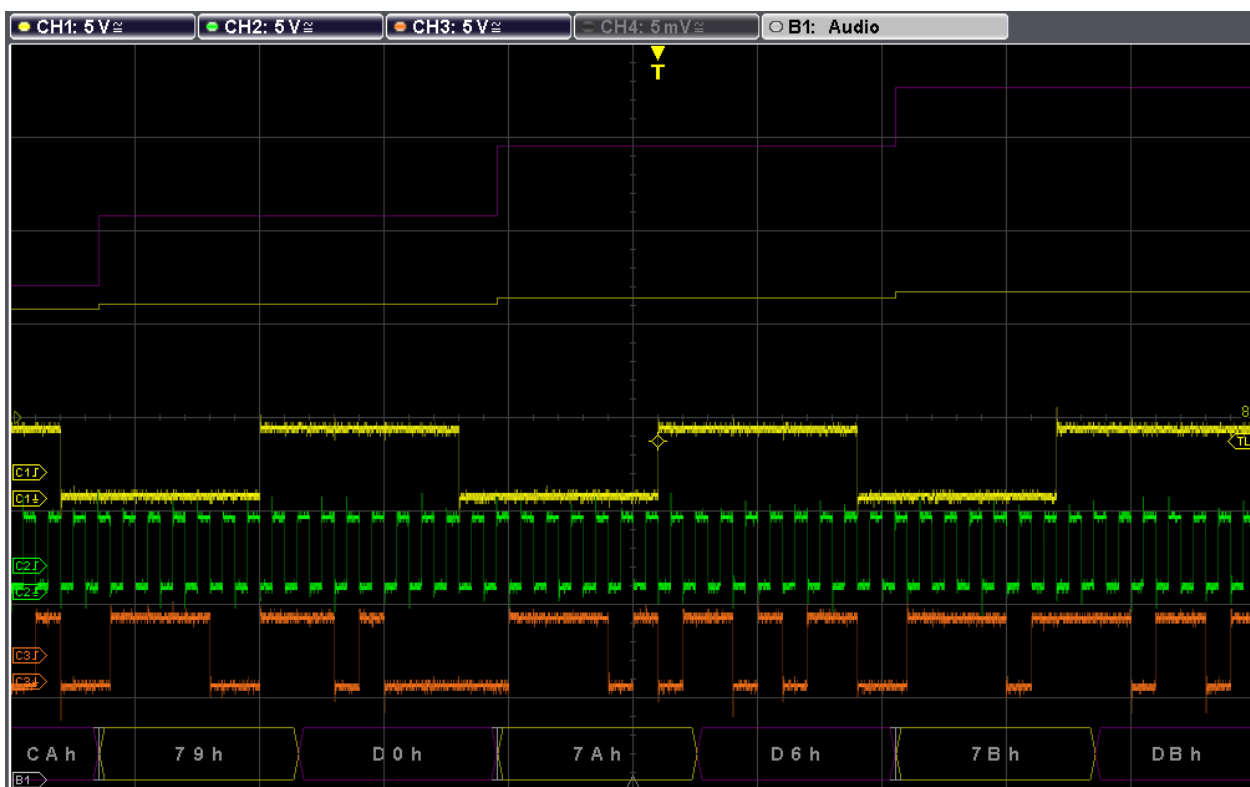 CH1: 5 V≅ CH2: 5 V≅ CH3: 5 V≅ CH4: 5 mV≅ B1: Audio
T
8
C1
TL
C1
C2
C2
C3
C3
CAh 79h D0h 7Ah D6h 7Bh DBh
B1